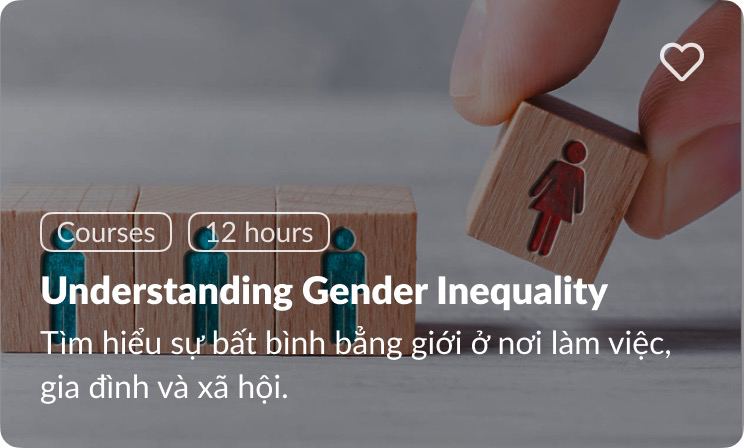 Courses
12 hours
Understanding Gender Inequality
Tìm hiểu sự bất bình bẳng giới ở nơi làm việc,
gia đình và xã hội.